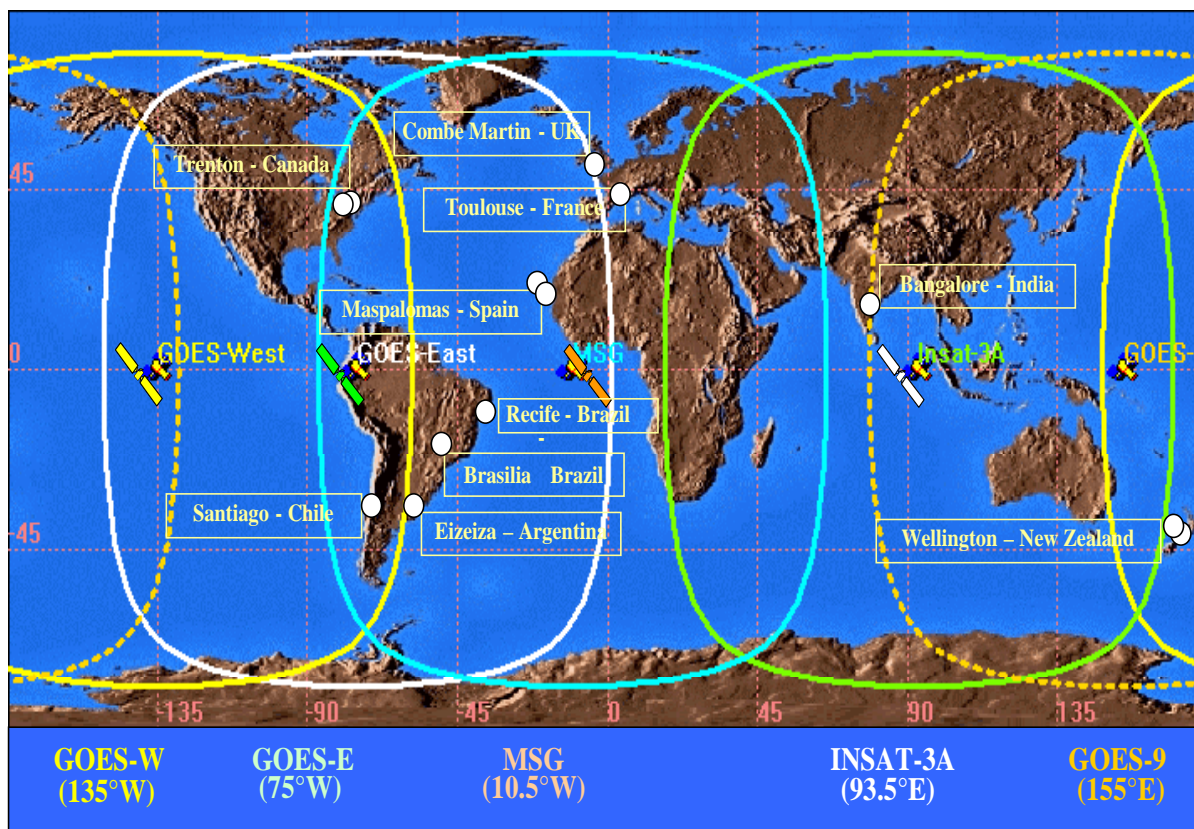 Combe Martin - UK
Trenton - Canada
45
Toulouse - France
Bangalore - India
Maspalomas - Spain
0
GOES-West
GOES-East
MSG
Insat-3A
GOES-
Recife - Brazil
-
Brasilia Brazil
Santiago - Chile
Eizeiza – Argentina
-45
Wellington – New Zealand
-135
-90
-45
0
45
90
135
GOES-W
(135°W)
GOES-E
(75°W)
MSG
(10.5°W)
INSAT-3A
(93.5°E)
GOES-9
(155°E)